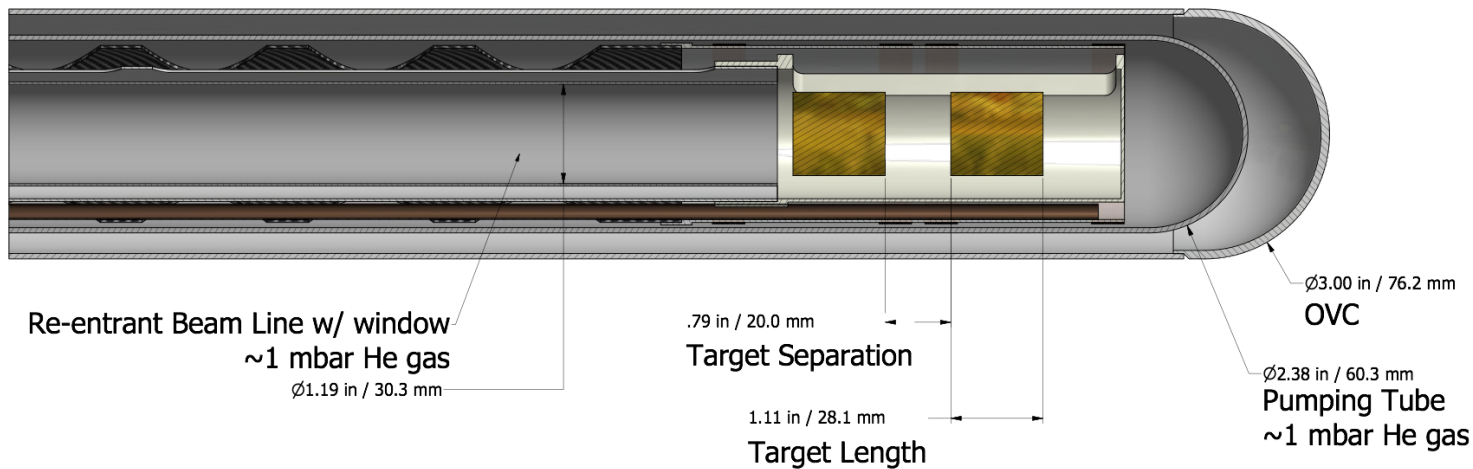 Re-entrant Beam Line w/ window
~1 mbar He gas
Ø1.19 in / 30.3 mm
.79 in / 20.0 mm
Target Separation
1.11 in / 28.1 mm
Target Length
Ø3.00 in / 76.2 mm
OVC
Ø2.38 in / 60.3 mm
Pumping Tube
~1 mbar He gas